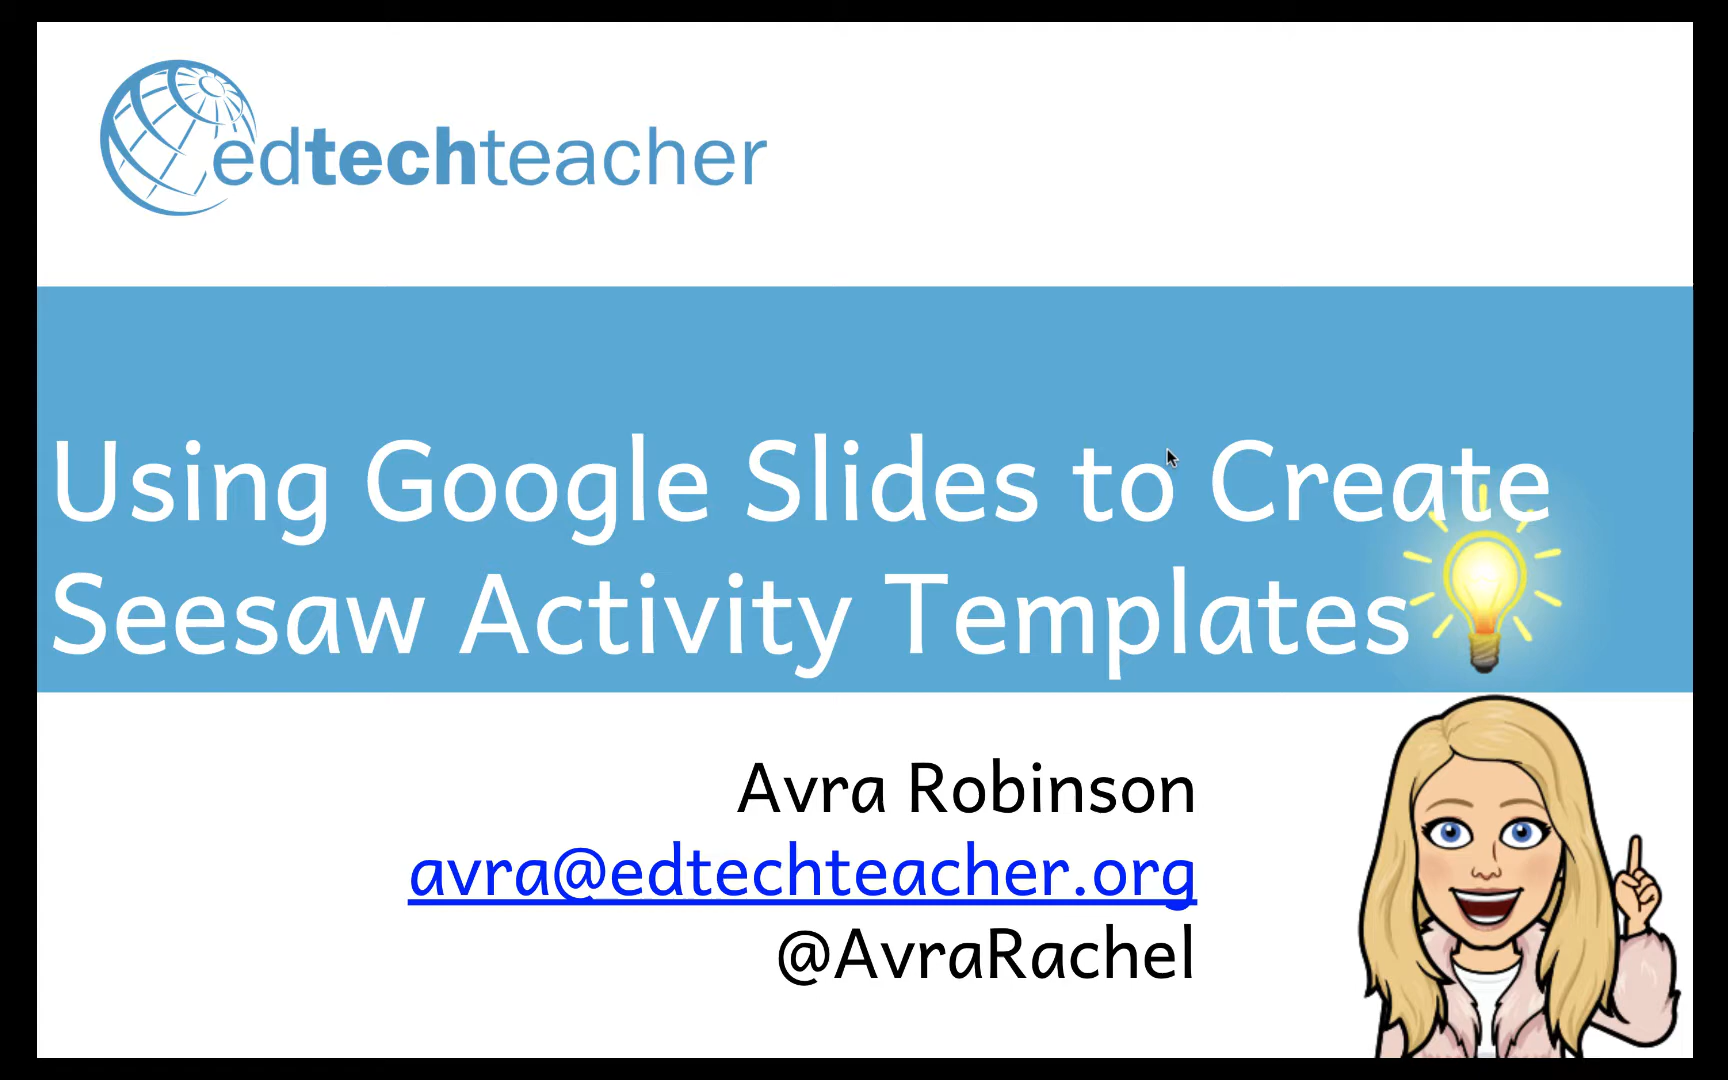 edtechteacher
Using Google Slides to Create
Seesaw Activity Templates
Avra Robinson
avra@edtechteacher.org
@AvraRachel